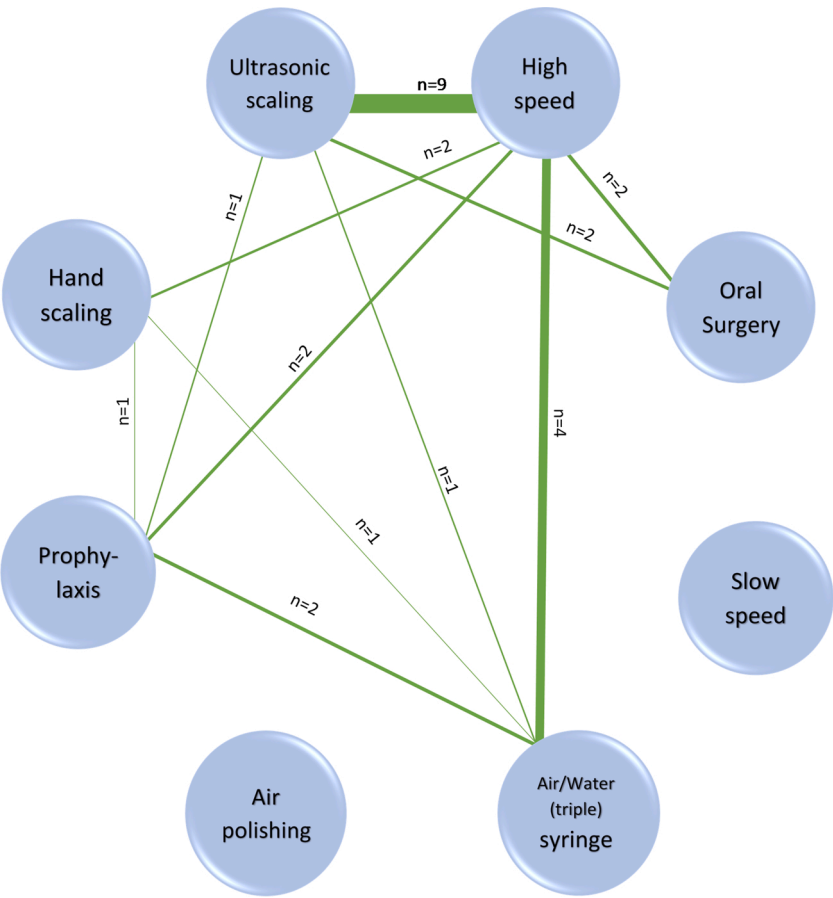 Ultrasonic
scaling
n=9
High
speed
n=2
n=2
n=1
n=2
Hand
scaling
Oral
Surgery
n=2
n=1
n=4
n=1
n=1
Prophy-
laxis
n=2
Slow
speed
Air
polishing
Air/Water
(triple)
syringe